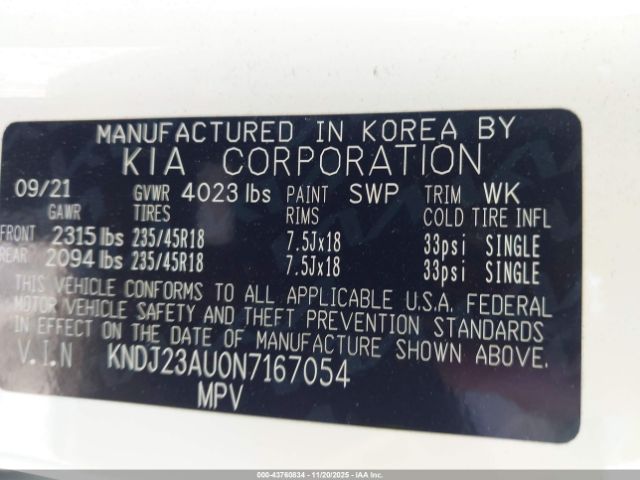 MANUFACTURED IN KOREA BY
KIA CORPORATION
09/21 GVWR 4023 lbs PAINT SWP TRIM WK
GAWR TIRES RIMS COLD TIRE INFL
FRONT 2315 lbs 235/45R18 7.5Jx18 33psi SINGLE
REAR 2094 lbs 235/45R18 7.5Jx18 33psi SINGLE
THIS VEHICLE CONFORMS TO ALL APPLICABLE U.S.A. FEDERAL
MOTOR VEHICLE SAFETY AND THEFT PREVENTION STANDARDS
IN EFFECT ON THE DATE OF MANUFACTURE SHOWN ABOVE.
V.I.N KNDJ23AU0N7167054
MPV
000-43760834 - 11/20/2025 - IAA Inc.